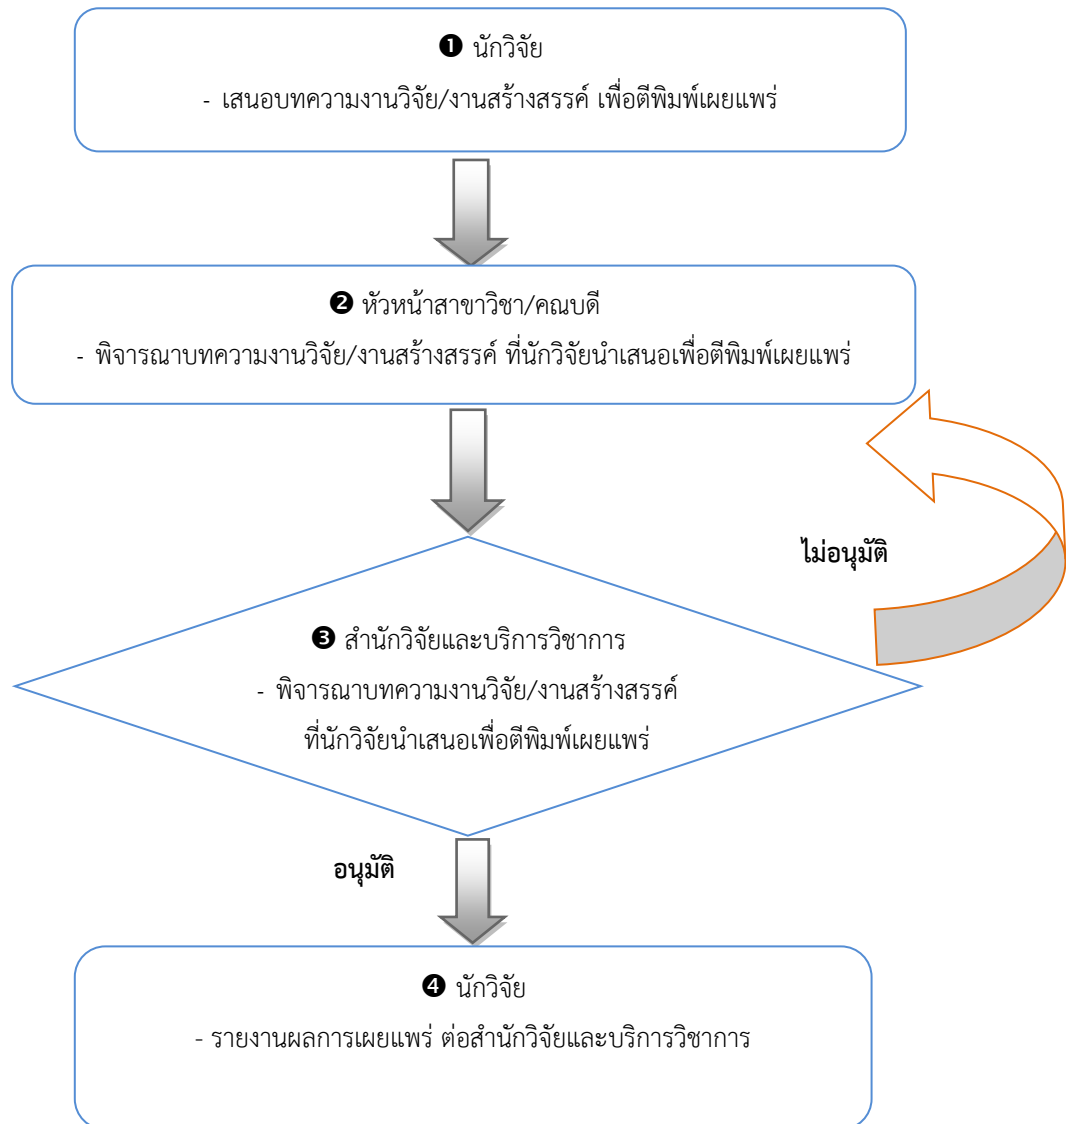 ❶ นักวิจัย
- เสนอบทความงานวิจัย/งานสร้างสรรค์ เพื่อตีพิมพ์เผยแพร่
❷ หัวหน้าสาขาวิชา/คณบดี
- พิจารณาบทความงานวิจัย/งานสร้างสรรค์ ที่นักวิจัยนำเสนอเพื่อตีพิมพ์เผยแพร่
ไม่อนุมัติ
❸ สำนักวิจัยและบริการวิชาการ
- พิจารณาบทความงานวิจัย/งานสร้างสรรค์
ที่นักวิจัยนำเสนอเพื่อตีพิมพ์เผยแพร่
อนุมัติ
❹ นักวิจัย
- รายงานผลการเผยแพร่ ต่อสำนักวิจัยและบริการวิชาการ